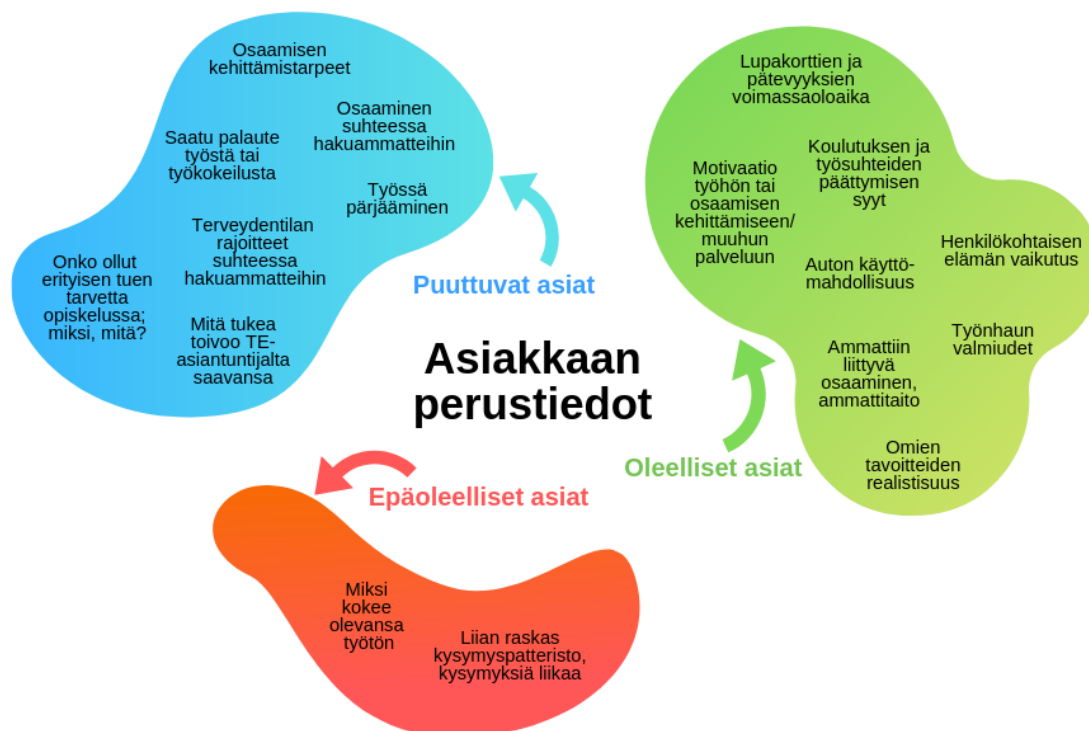 Osaamisen
kehittämistarpeet
Osaaminen
suhteessa
hakuammatteihin
Saatu palaute
työstä tai
työkokeilusta
Työssä
pärjääminen
Terveydentilan
rajoitteet
suhteessa
hakuammatteihin
Onko ollut
erityisen tuen
tarvetta
opiskelussa;
miksi, mitä?
Mitä tukea
toivoo TE-
asiantuntijalta
saavansa
Puuttuvat asiat
Asiakkaan
perustiedot
Lupakorttien ja
pätevyyksien
voimassaoloaika
Koulutuksen ja
työsuhteiden
päättymisen
syyt
Motivaatio
työhön tai
osaamisen
kehittämiseen/
muuhun
palveluun
Henkilökohtaisen
elämän vaikutus
Auton käyttö-
mahdollisuus
Työnhaun
valmiudet
Ammattiin
liittyvä
osaaminen,
ammattitaito
Omien
tavoitteiden
realistisuus
Oleelliset asiat
Epäoleelliset asiat
Miksi
kokee
olevansa
työtön
Liian raskas
kysymyspatteristo,
kysymyksiä liikaa